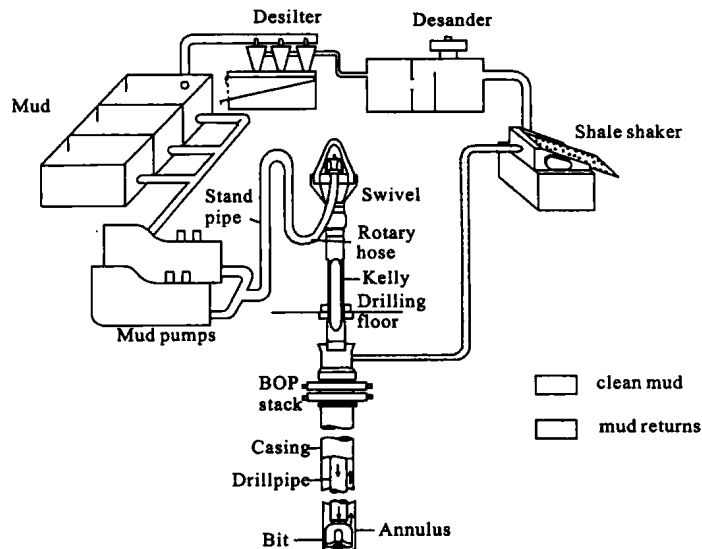 Desilter
Desander
Mud
Shale shaker
Stand
pipe
Swivel
Rotary
hose
Kelly
Drilling
floor
Mud pumps
BOP
stack
clean mud
mud returns
Casing
Drillpipe
Annulus
Bit